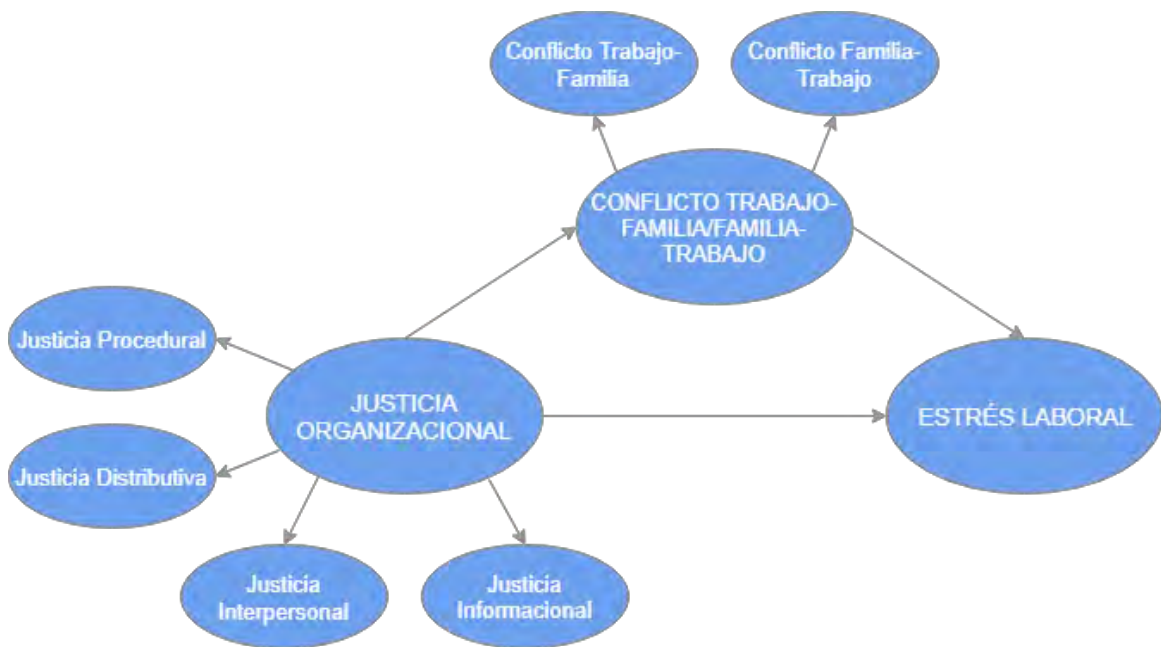 Conflicto Trabajo-
Familia
Conflicto Familia-
Trabajo
CONFLICTO TRABAJO-
FAMILIA/FAMILIA-
TRABAJO
Justicia Procedural
JUSTICIA
ORGANIZACIONAL
ESTRÉS LABORAL
Justicia Distributiva
Justicia
Interpersonal
Justicia
Informacional